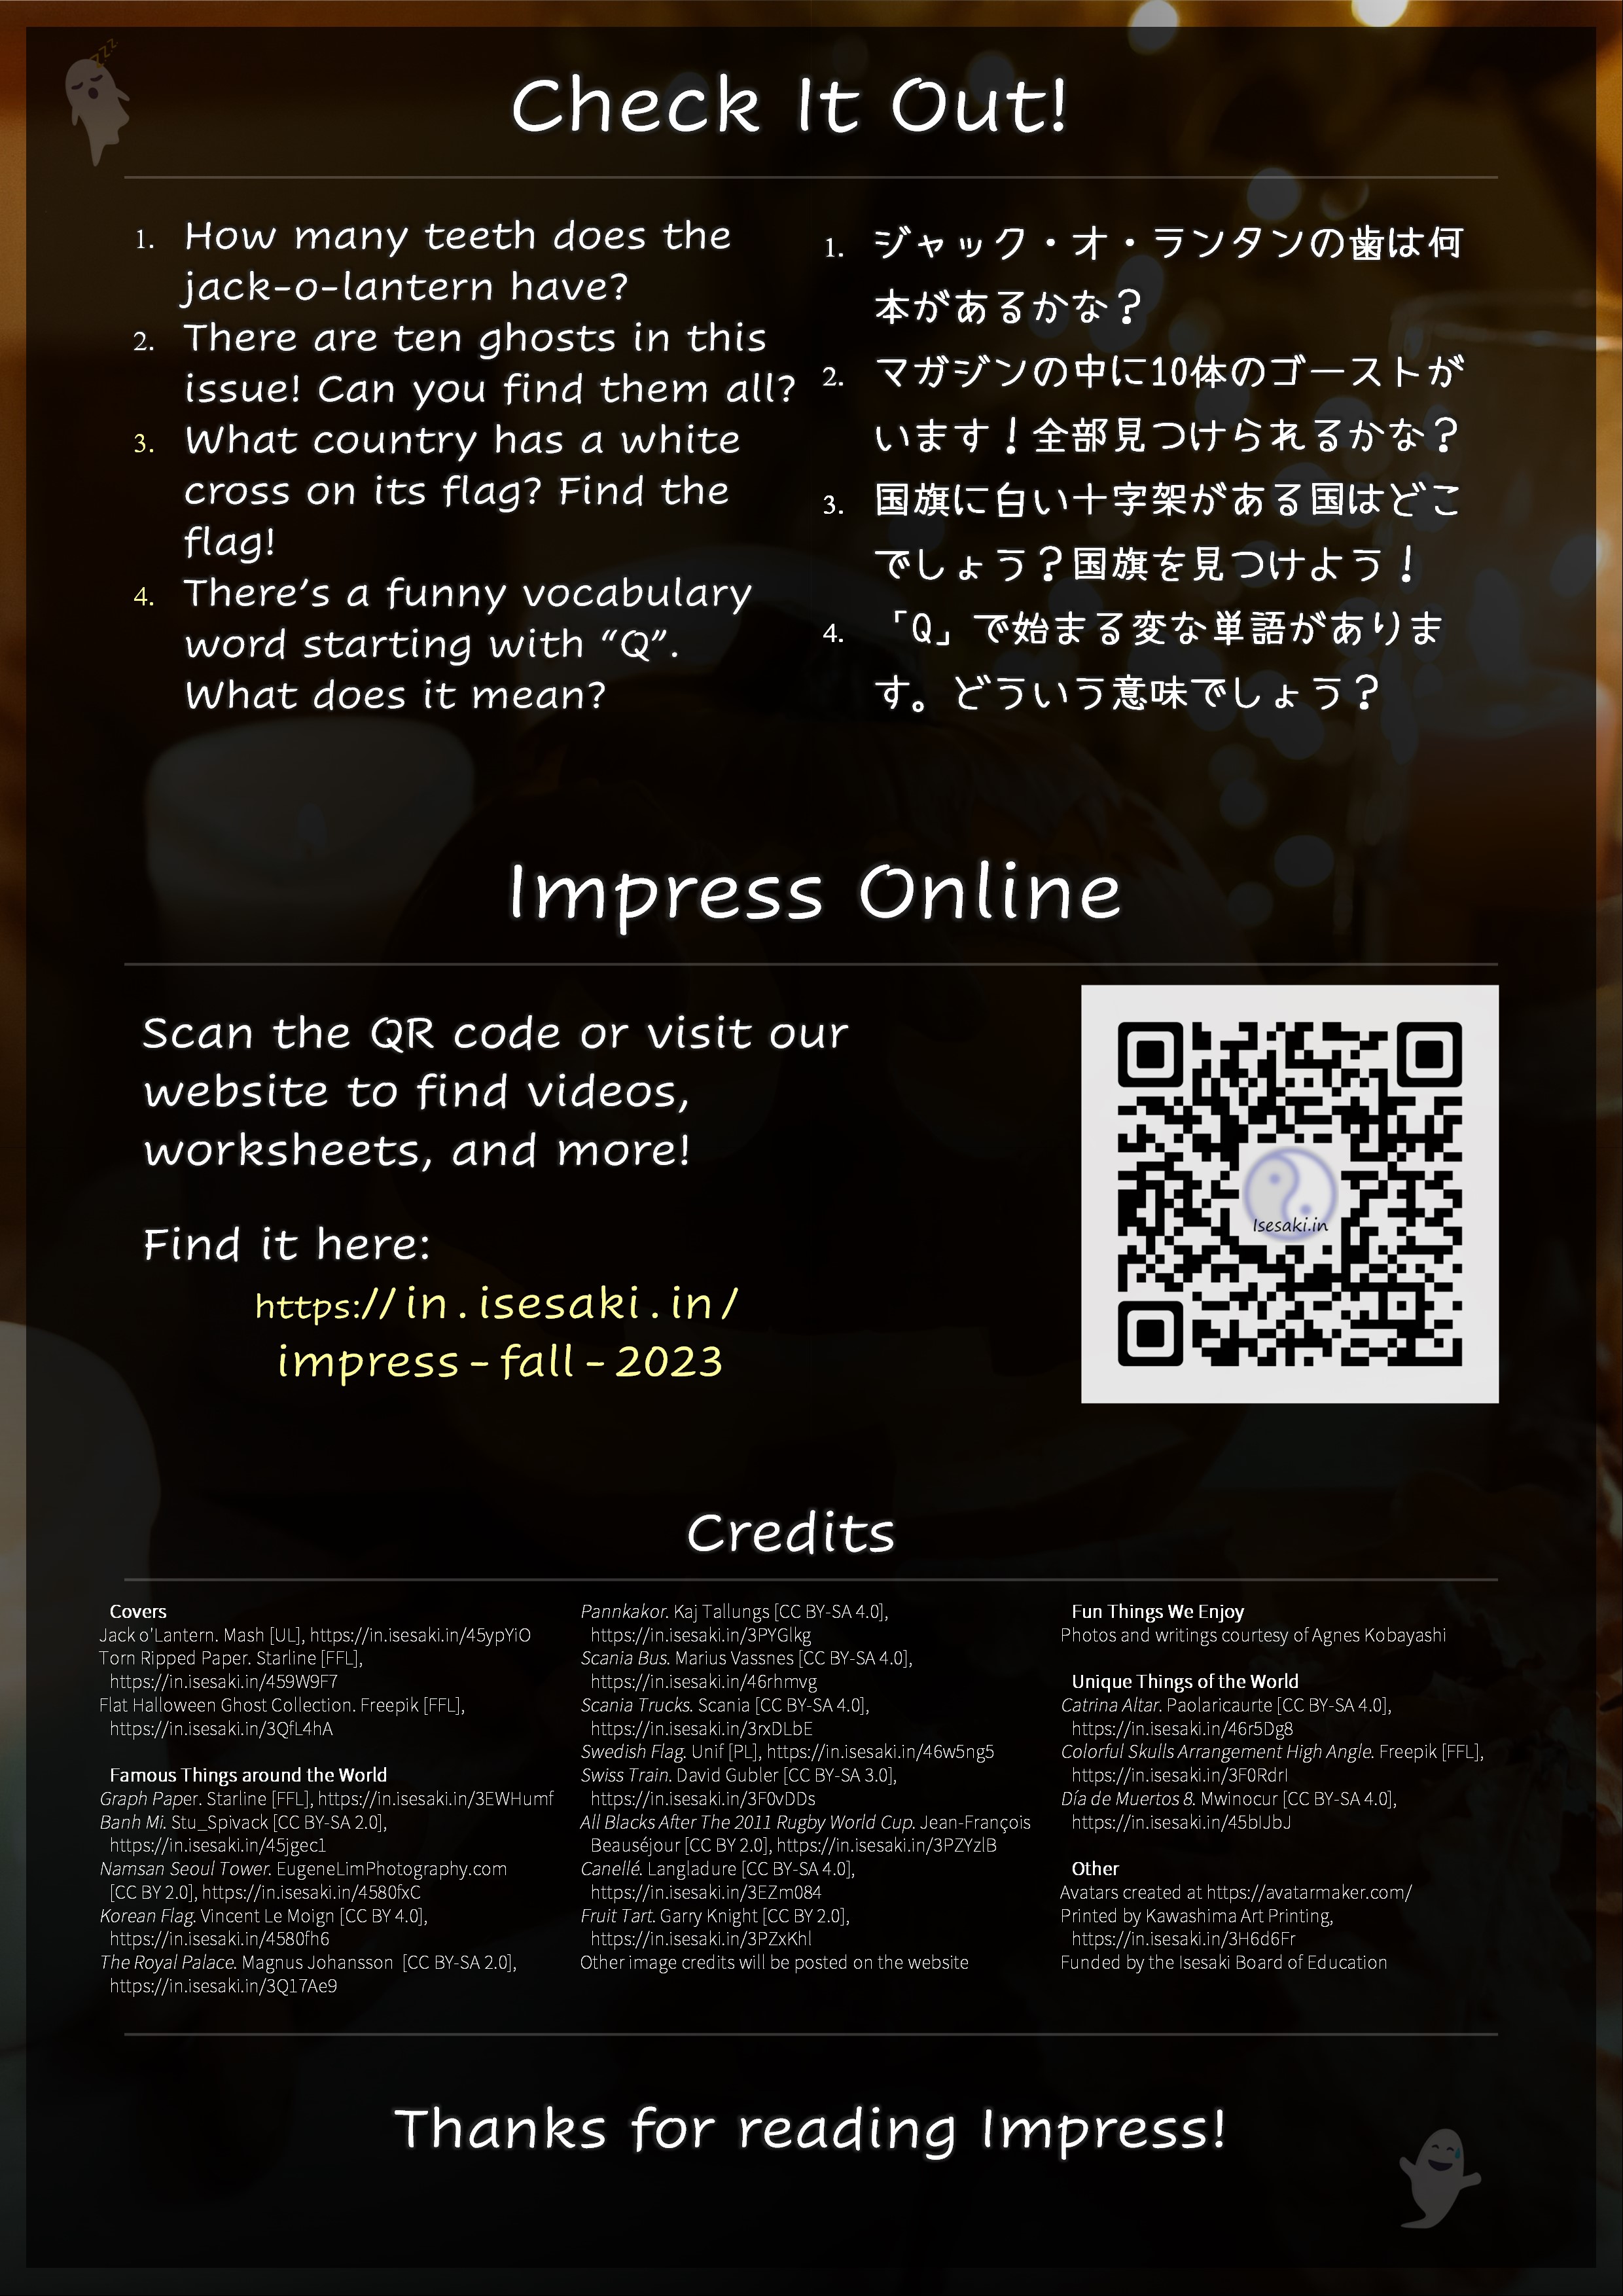 zzz
Check It Out!
1. How many teeth does the
jack-o-lantern have?
2. There are ten ghosts in this
issue! Can you find them all?
3. What country has a white
cross on its flag? Find the
flag!
4. There's a funny vocabulary
word starting with “Q”.
What does it mean?
1. ジャック・オ・ランタンの歯は何
本があるかな？
2. マガジンの中に10体のゴーストが
います！全部見つけられるかな？
3. 国旗に白い十字架がある国はどこ
でしょう？国旗を見つけよう！
4. 「Q」で始まる変な単語がありま
す。どういう意味でしょう？
Impress Online
Scan the QR code or visit our
website to find videos,
worksheets, and more!
Find it here:
https://in.isesaki.in/
impress-fall-2023
Isesaki.in
Credits
Covers
Jack o'Lantern. Mash [UL], https://in.isesaki.in/45ypYiO
Torn Ripped Paper. Starline [FFL],
https://in.isesaki.in/459W9F7
Flat Halloween Ghost Collection. Freepik [FFL],
https://in.isesaki.in/3QfL4hA
Famous Things around the World
Graph Paper. Starline [FFL], https://in.isesaki.in/3EWHumf
Banh Mi. Stu_Spivack [CC BY-SA 2.0],
https://in.isesaki.in/45jgec1
Namsan Seoul Tower. EugeneLimPhotography.com
[CC BY 2.0], https://in.isesaki.in/4580fxC
Korean Flag. Vincent Le Moign [CC BY 4.0],
https://in.isesaki.in/4580fh6
The Royal Palace. Magnus Johansson [CC BY-SA 2.0],
https://in.isesaki.in/3Q17Ae9
Pannkakor. Kaj Tallungs [CC BY-SA 4.0],
https://in.isesaki.in/3PYGlkg
Scania Bus. Marius Vassnes [CC BY-SA 4.0],
https://in.isesaki.in/46rhmvg
Scania Trucks. Scania [CC BY-SA 4.0],
https://in.isesaki.in/3rxDLbE
Swedish Flag. Unif [PL], https://in.isesaki.in/46w5ng5
Swiss Train. David Gubler [CC BY-SA 3.0],
https://in.isesaki.in/3F0vDDs
All Blacks After The 2011 Rugby World Cup. Jean-François
Beauséjour [CC BY 2.0], https://in.isesaki.in/3PZYzlB
Canellé. Langladure [CC BY-SA 4.0],
https://in.isesaki.in/3EZm084
Fruit Tart. Garry Knight [CC BY 2.0],
https://in.isesaki.in/3PZxKhl
Other image credits will be posted on the website
Fun Things We Enjoy
Photos and writings courtesy of Agnes Kobayashi
Unique Things of the World
Catrina Altar. Paolaricaurte [CC BY-SA 4.0],
https://in.isesaki.in/46r5Dg8
Colorful Skulls Arrangement High Angle. Freepik [FFL],
https://in.isesaki.in/3F0RdrI
Día de Muertos 8. Mwinocur [CC BY-SA 4.0],
https://in.isesaki.in/45bIJbJ
Other
Avatars created at https://avatarmaker.com/
Printed by Kawashima Art Printing,
https://in.isesaki.in/3H6d6Fr
Funded by the Isesaki Board of Education
Thanks for reading Impress!